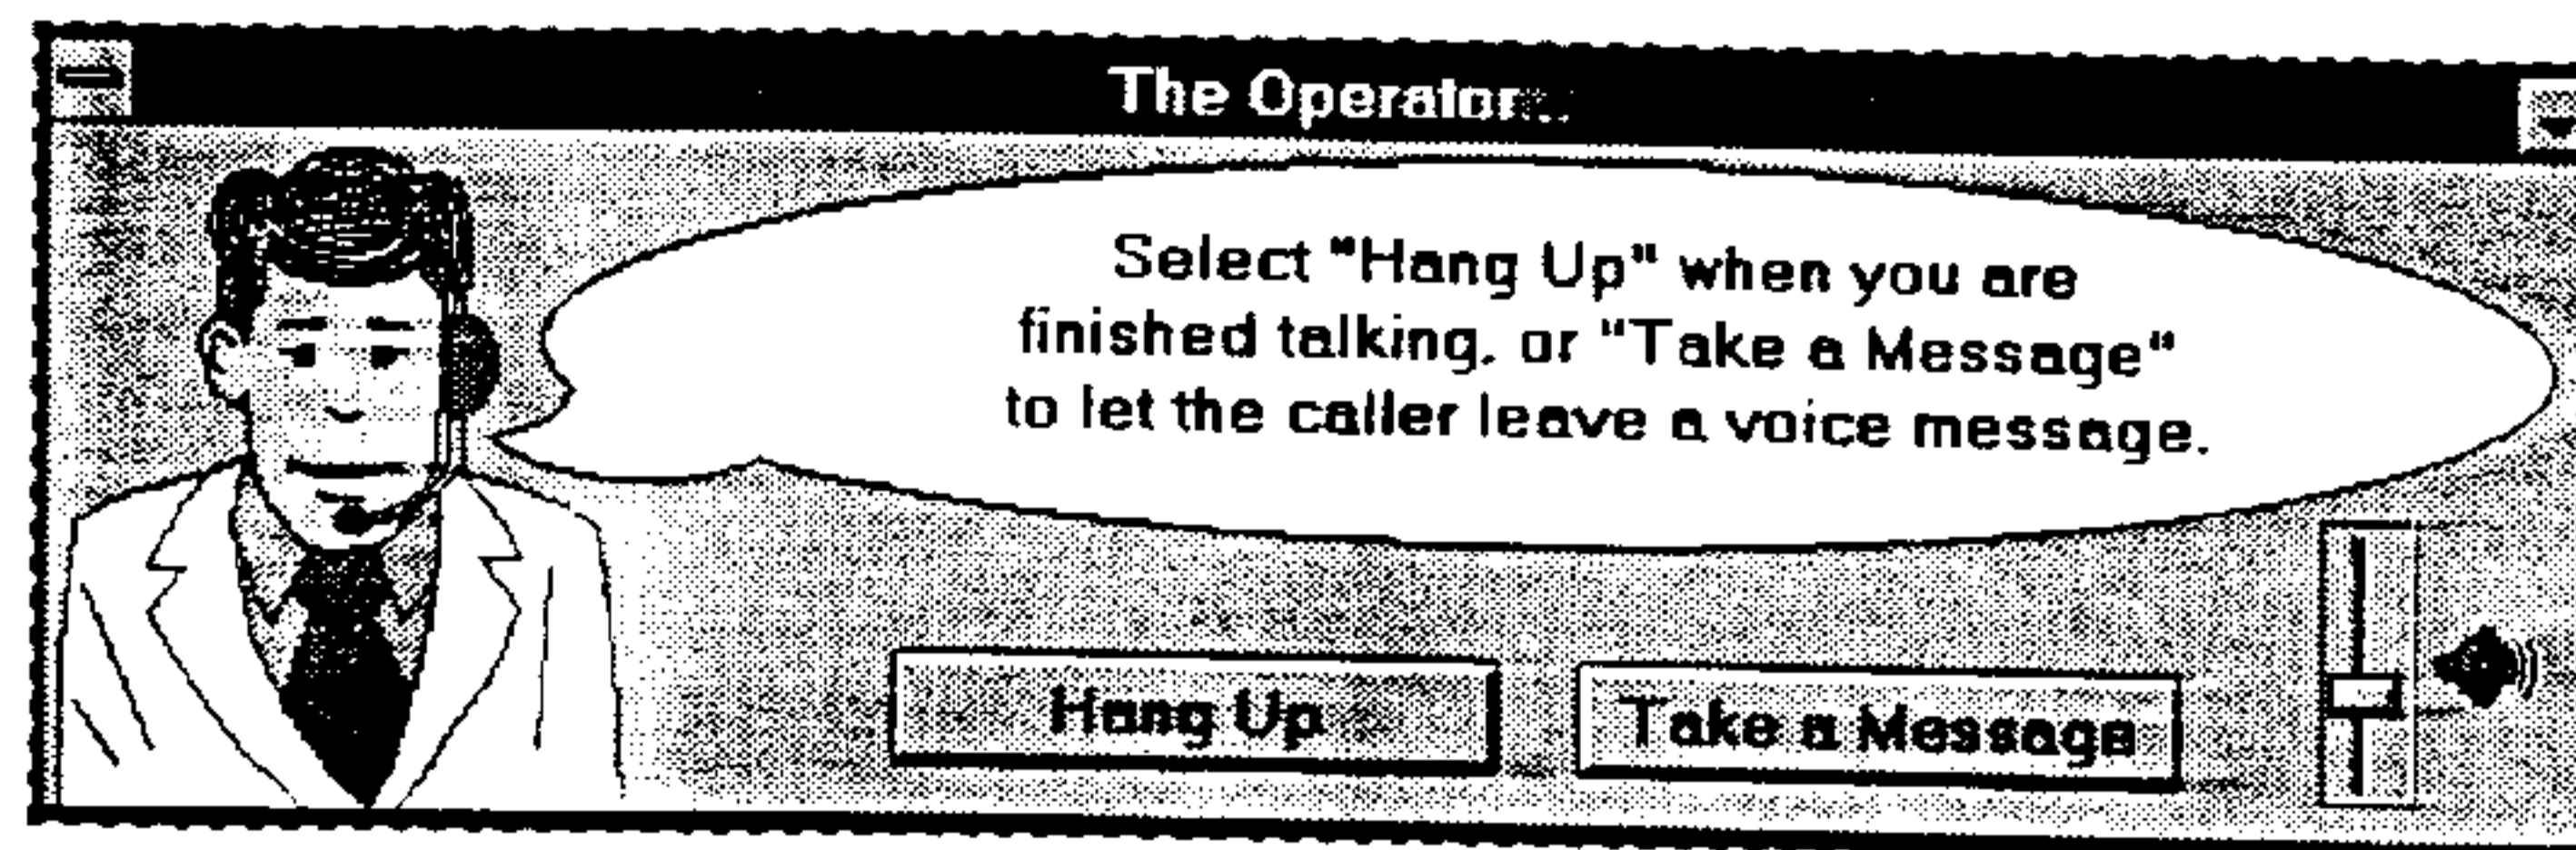 The Operator...
Select "Hang Up" when you are
finished talking, or "Take a Message"
to let the caller leave a voice message.
Hang Up
Take a Message